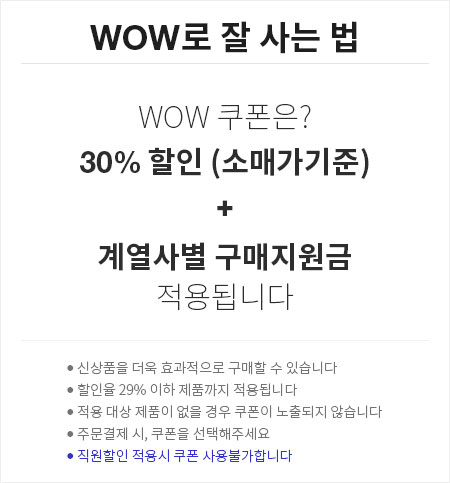 WOW로 잘 사는 법
WOW 쿠폰은?
30% 할인 (소매가기준)
+
계열사별 구매지원금
적용됩니다
● 신상품을 더욱 효과적으로 구매할 수 있습니다
● 할인율 29% 이하 제품까지 적용됩니다
● 적용 대상 제품이 없을 경우 쿠폰이 노출되지 않습니다
● 주문결제 시, 쿠폰을 선택해주세요
● 직원할인 적용시 쿠폰 사용불가합니다